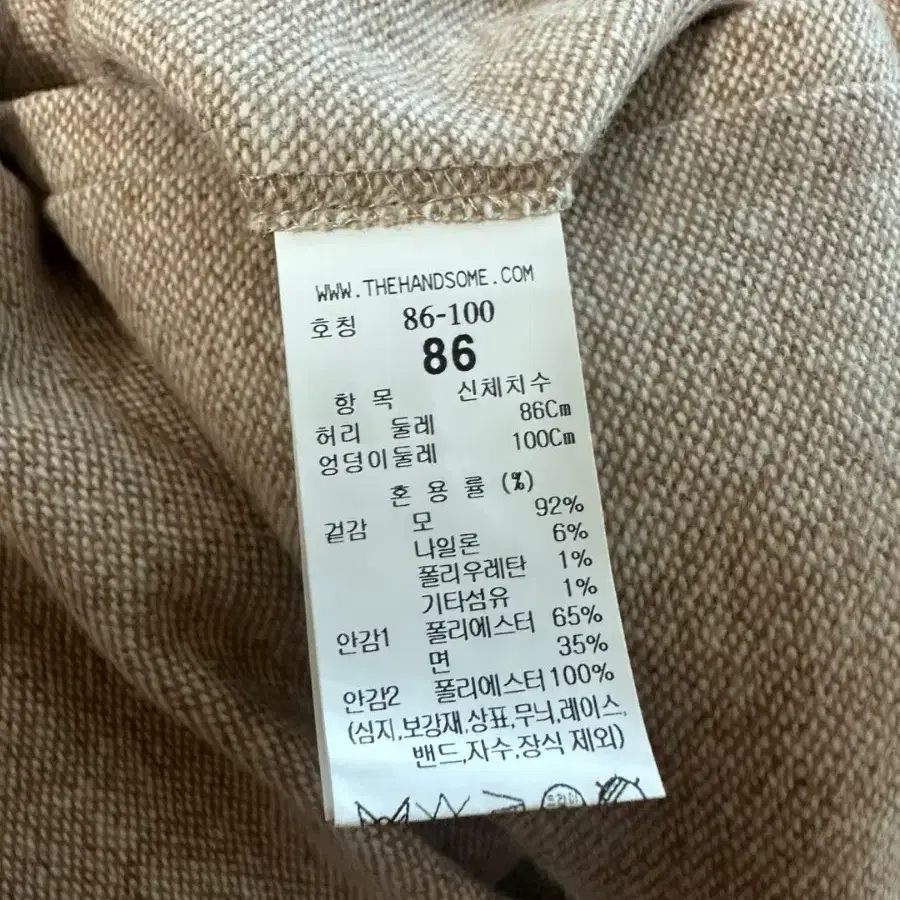 WWW.THEHANDSOME.COM
호칭 86-100
86
항 목 신체치수
허리 둘레 86Cm
엉덩이둘레 100Cm
혼 용 률 (%)
겉감 모 92%
나일론 6%
폴리우레탄 1%
기타섬유 1%
안감1 폴리에스터 65%
면 35%
안감2 폴리에스터 100%
(심지,보강재,상표,무늬,레이스,
밴드,자수,장식 제외)